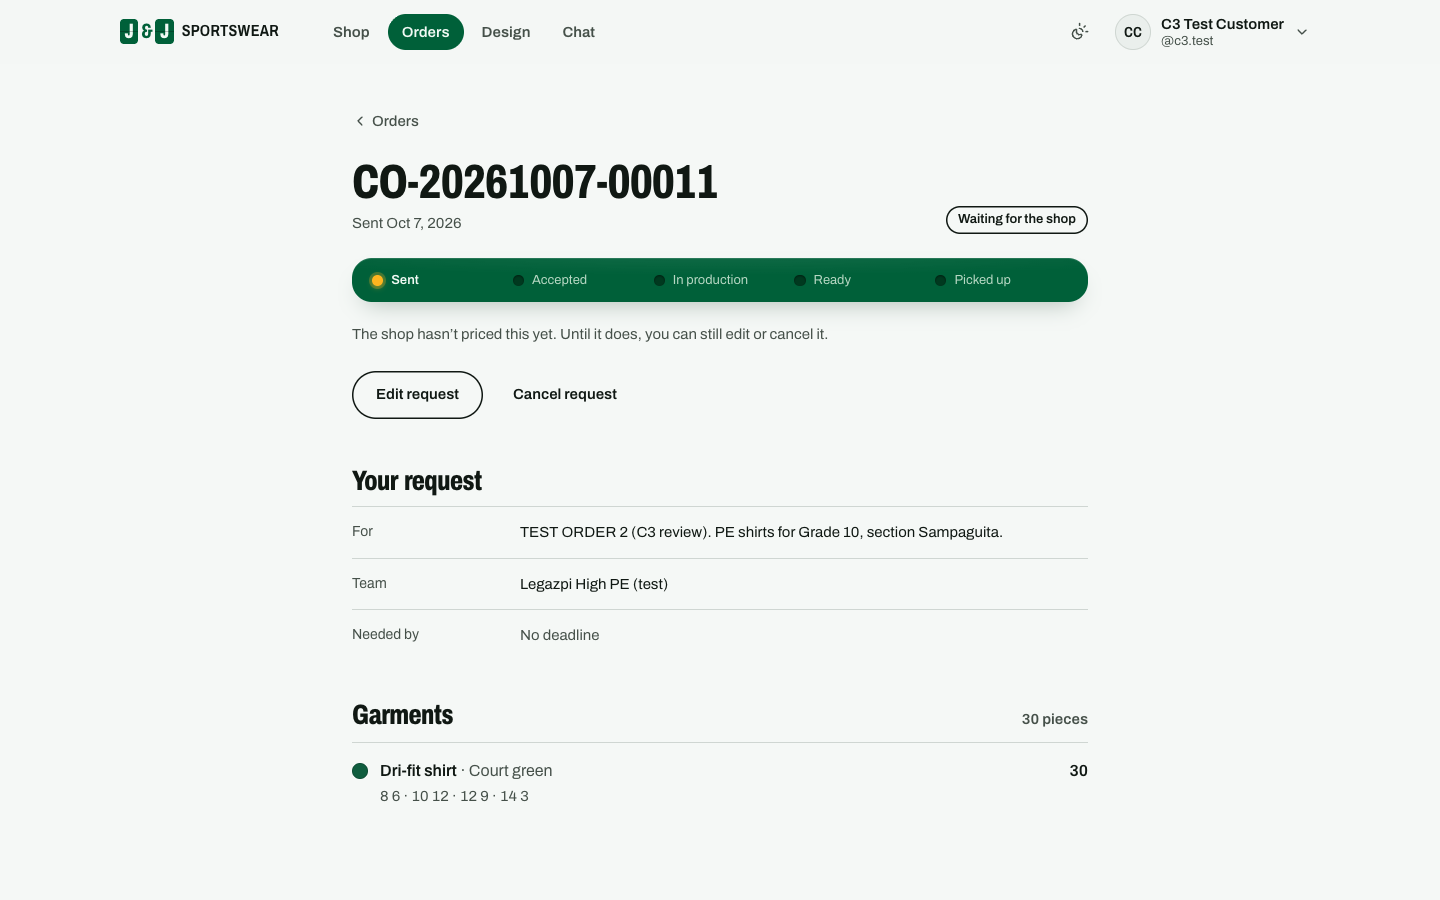 J & J SPORTSWEAR
Shop
Orders
Design
Chat
CC
C3 Test Customer
@c3.test
Orders
CO-20261007-00011
Sent Oct 7, 2026
Waiting for the shop
Sent
Accepted
In production
Ready
Picked up
The shop hasn’t priced this yet. Until it does, you can still edit or cancel it.
Edit request
Cancel request
Your request
For
TEST ORDER 2 (C3 review). PE shirts for Grade 10, section Sampaguita.
Team
Legazpi High PE (test)
Needed by
No deadline
Garments
30 pieces
Dri-fit shirt · Court green
30
8 6 · 10 12 · 12 9 · 14 3